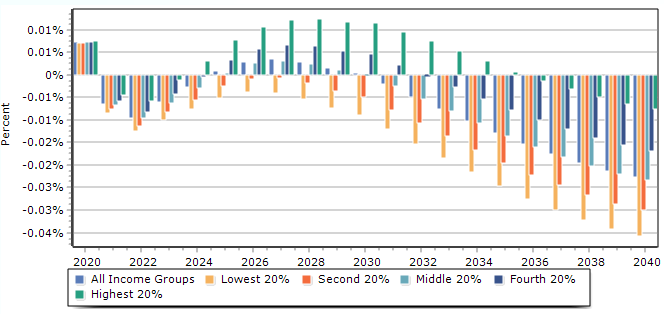 0.01%
0.01%
0%
-0.01%
-0.01%
-0.02%
-0.02%
-0.03%
-0.03%
-0.04%
Percent
2020 2022 2024 2026 2028 2030 2032 2034 2036 2038 2040
All Income Groups Lowest 20% Second 20% Middle 20% Fourth 20%
Highest 20%